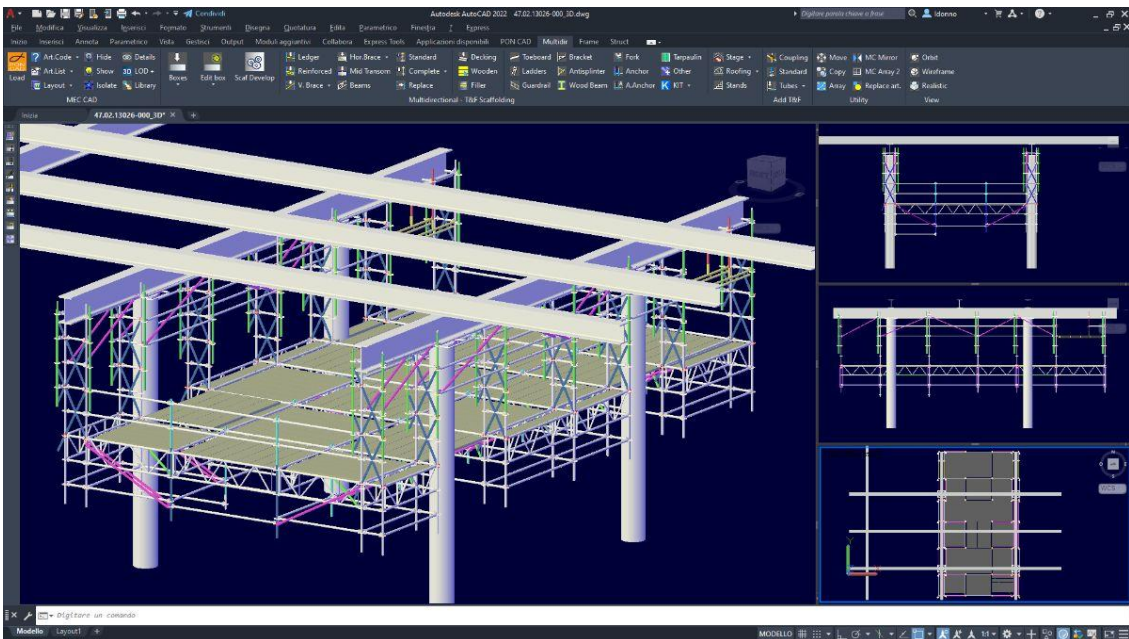 Condividi
Autodesk AutoCAD 2022 47.02.13026-000_3D.dwg
Digitare parola chiave o frase
ldonno
File Modifica Visualizza Inserisci Formato Strumenti Disegna Quotatura Edita Parametrico Finestra ? Express
Inizio Inserisci Annota Parametrico Vista Gestisci Output Moduli aggiuntivi Collabora Express Tools Applicazioni disponibili PON CAD Multidir Frame Struct
Art.Code Hide Details Ledger Hor.Brace Standard Decking Toeboard Bracket Fork Tarpaulin Stage Coupling Move MC Mirror Orbit
Load Art.List Show 3D LOD Boxes Edit box Scaf Develop Reinforced Mid Transom Complete Wooden Ladders Antisplinter Anchor Other Roofing Standard Copy MC Array 2 Wireframe
Layout Isolate Library V. Brace Beams Replace Filler Guardrail Wood Beam A.Anchor KIT Stands Tubes Array Replace art. Realistic
MEC CAD Multidirectional - T&F Scaffolding Add T&F Utility View
Inizio 47.02.13026-000_3D*
WCS
Digitare un comando
Modello Layout1 MODELLO 1:1